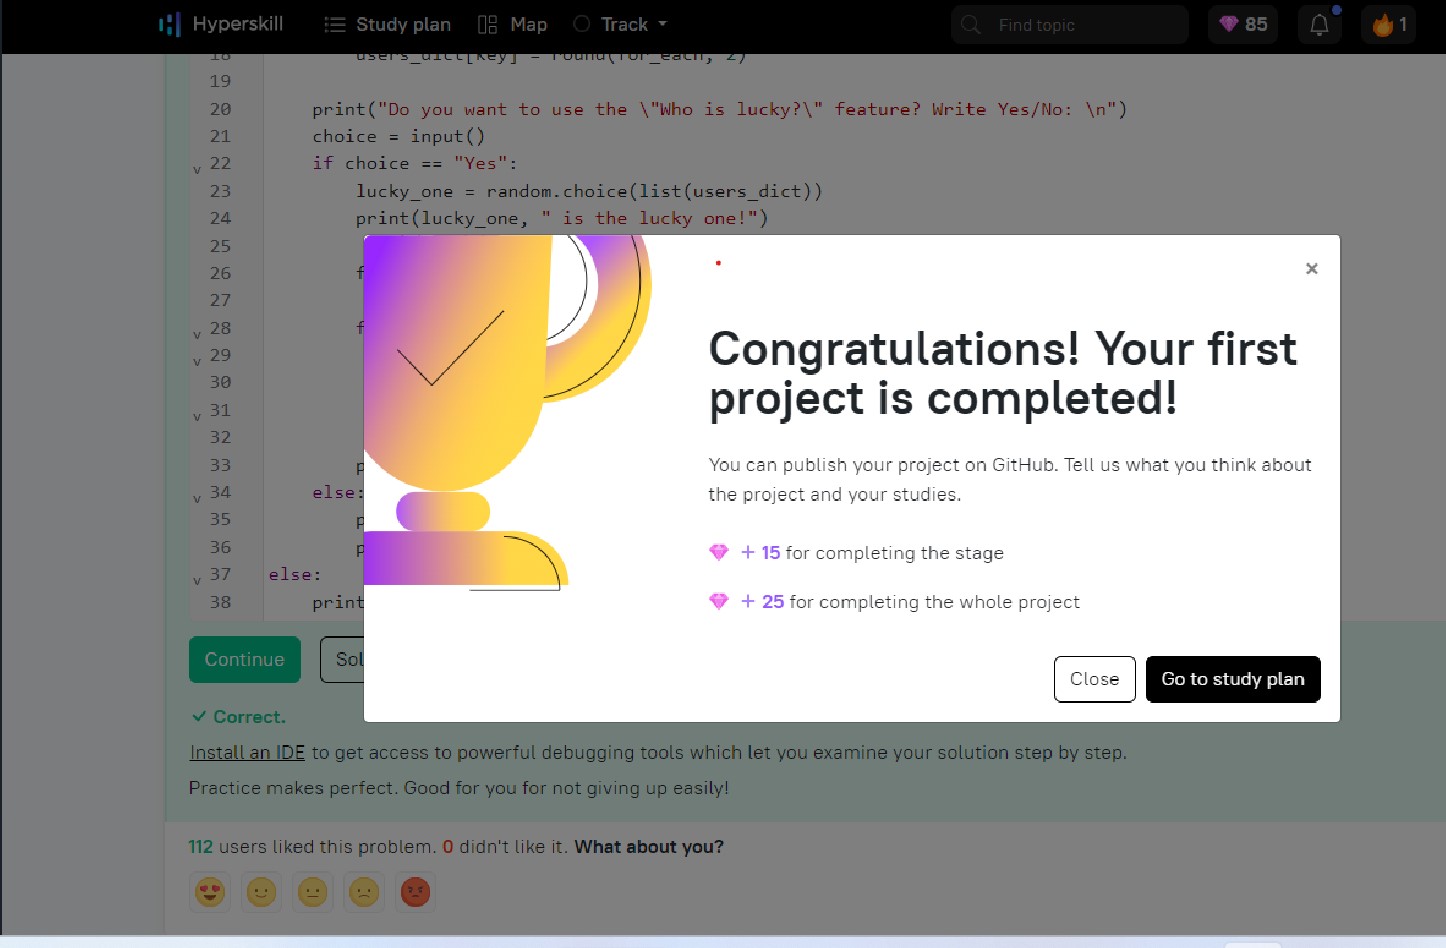 Hyperskill
Study plan
Map
Track
Find topic
85
1
18 users_dict[key] = round(for_each, 2)
19
20 print("Do you want to use the \"Who is lucky?\" feature? Write Yes/No: \n")
21 choice = input()
22 if choice == "Yes":
23 lucky_one = random.choice(list(users_dict))
24 print(lucky_one, " is the lucky one!")
25
26 f
27
28 f
29
30
31
32
33 p
34 else:
35 p
36 p
37 else:
38 print
Congratulations! Your first
project is completed!
You can publish your project on GitHub. Tell us what you think about
the project and your studies.
+ 15 for completing the stage
+ 25 for completing the whole project
Close
Go to study plan
Continue
Sol
Correct.
Install an IDE to get access to powerful debugging tools which let you examine your solution step by step.
Practice makes perfect. Good for you for not giving up easily!
112 users liked this problem. 0 didn't like it. What about you?